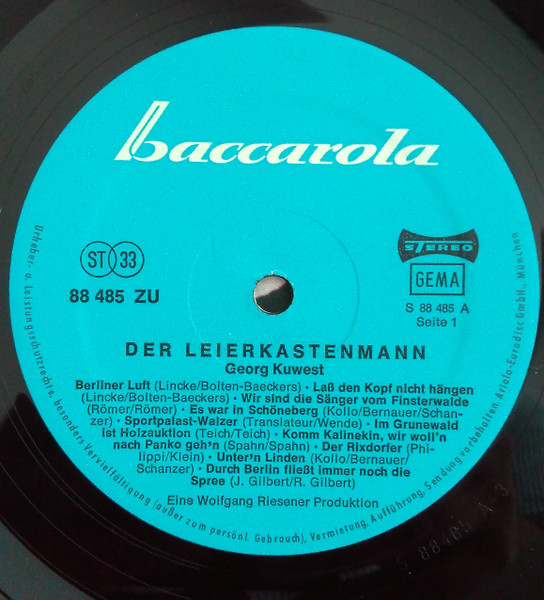 baccarola
ST 33
88 485 ZU
STEREO
GEMA
S 88 485 A
Seite 1
DER LEIERKASTENMANN
Georg Kuwest
Berliner Luft (Lincke/Bolten-Baeckers) · Laß den Kopf nicht hängen
(Lincke/Bolten-Baeckers) · Wir sind die Sänger vom Finsterwalde
(Römer/Römer) · Es war in Schöneberg (Kollo/Bernauer/Schan-
zer) · Sportpalast-Walzer (Translateur/Wende) · Im Grunewald
ist Holzauktion (Teich/Teich) · Komm Kalinekin, wir woll'n
nach Panko geh'n (Spahn/Spahn) · Der Rixdorfer (Phi-
lippi/Klein) · Unter'n Linden (Kollo/Bernauer/
Schanzer) · Durch Berlin fließt immer noch die
Spree (J. Gilbert/R. Gilbert)
Eine Wolfgang Riesener Produktion
Urheber- u. Leistungsschutzrechte, besonders Vervielfältigung (außer zum persönl. Gebrauch), Vermietung, Aufführung, Sendung vorbehalten. Ariola-Eurodisc GmbH., München
S 88485 A